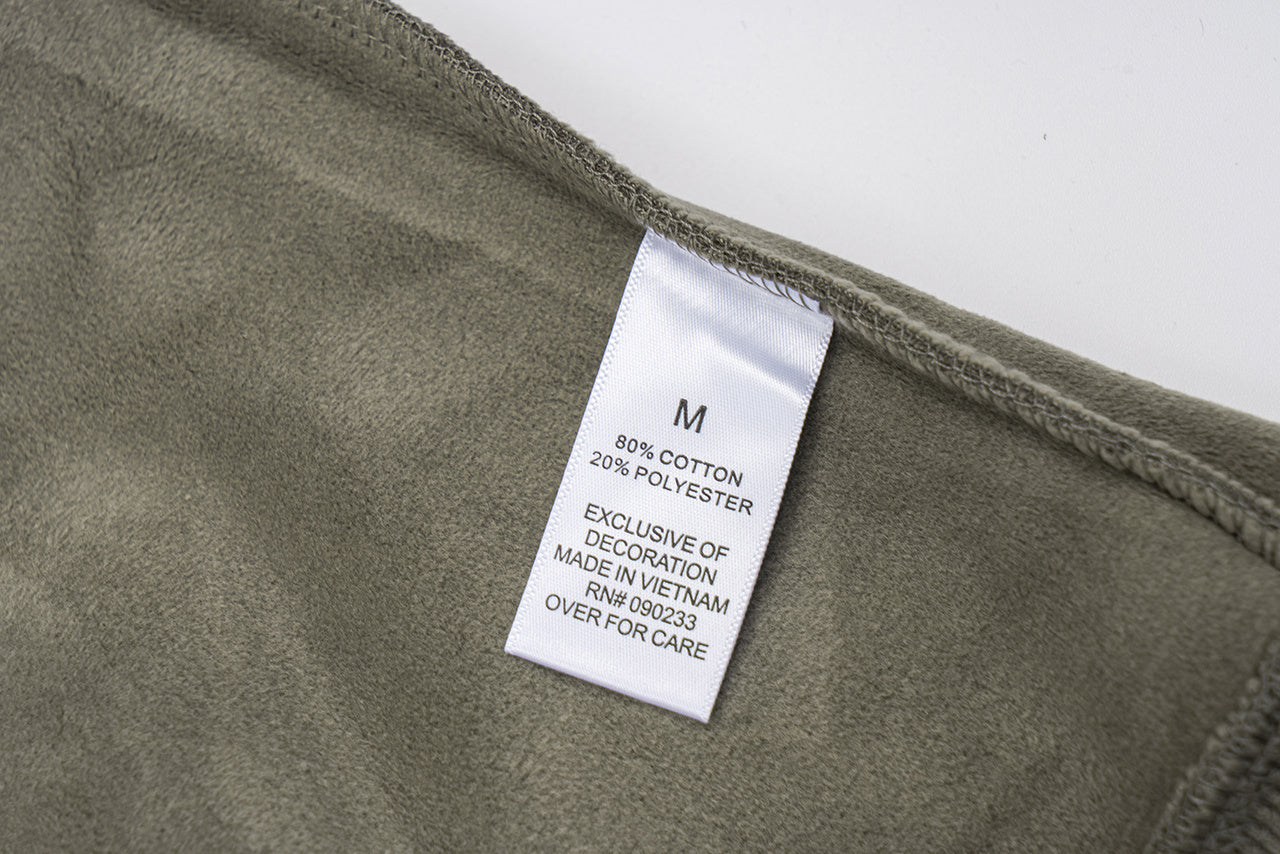 M
80% COTTON
20% POLYESTER
EXCLUSIVE OF
DECORATION
MADE IN VIETNAM
RN# 090233
OVER FOR CARE